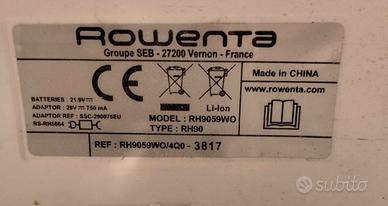 Rowenta
Groupe SEB - 27200 Vernon - France
CE
Made in CHINA
www.rowenta.com
BATTERIES : 21.9V
ADAPTOR : 29V 750 mA
ADAPTOR REF : SSC-290075EU
RS-RH5664
Li-Ion
MODEL : RH9059WO
TYPE : RH90
REF : RH9059WO/4Q0 - 3817
subito